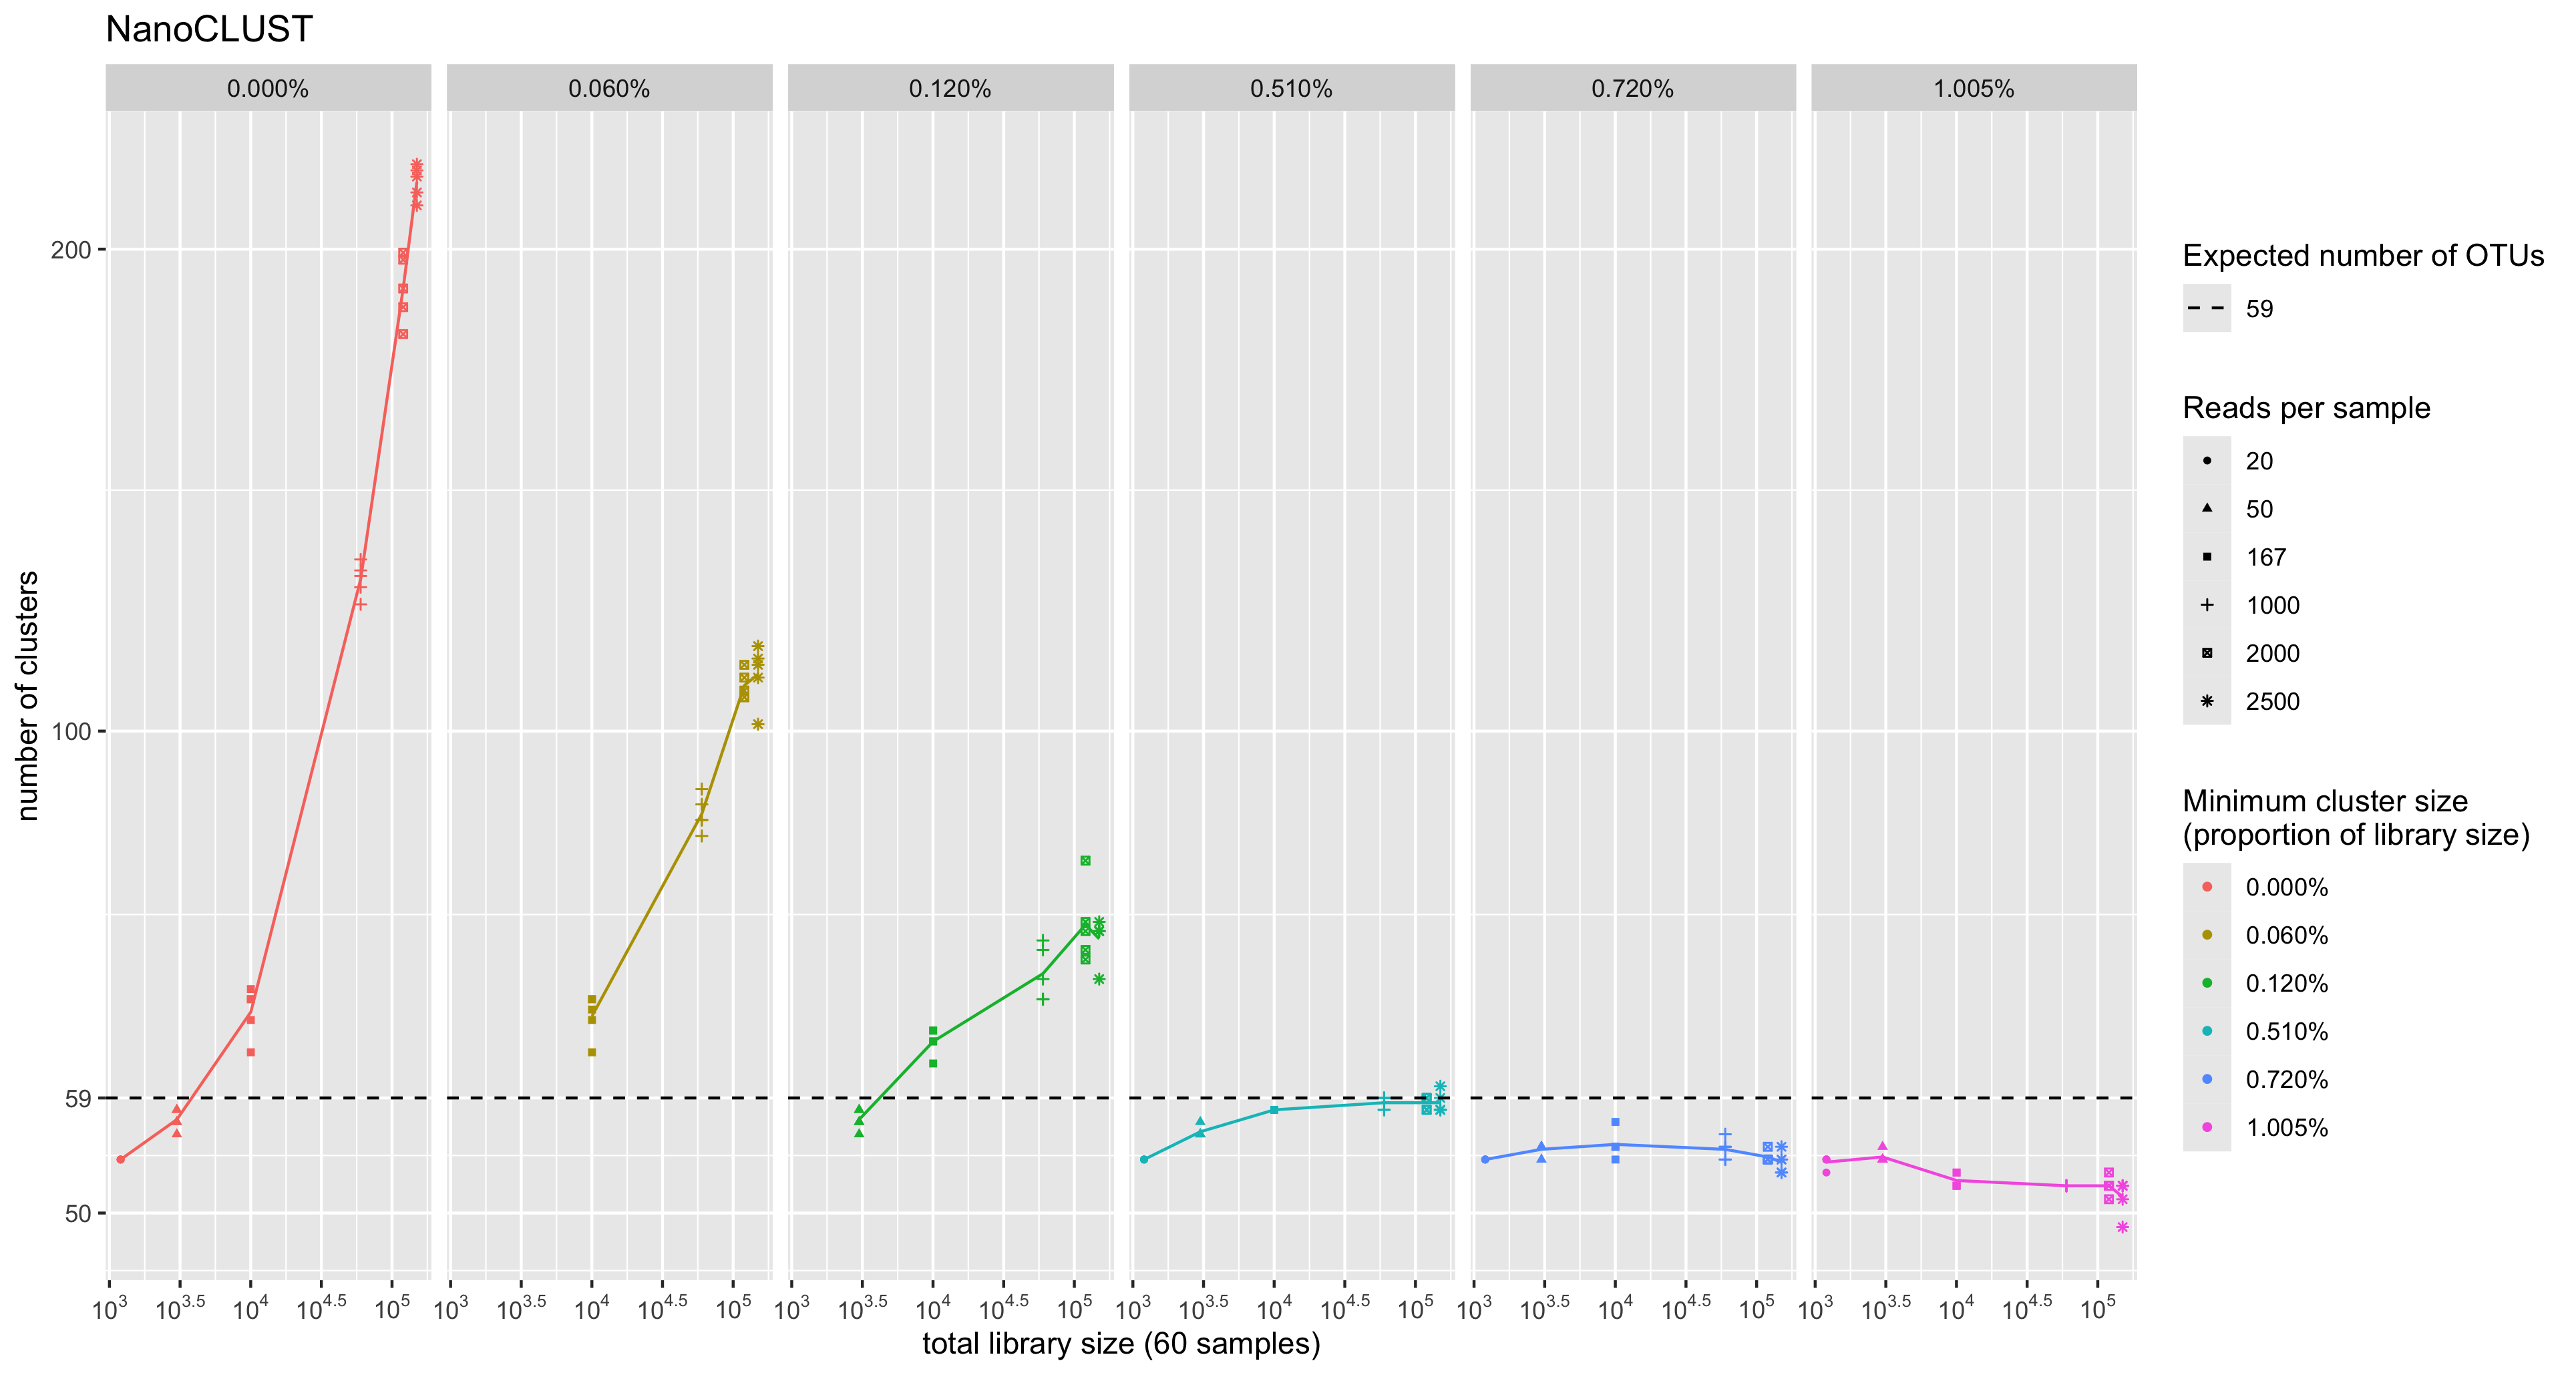 NanoCLUST
0.000% 0.060% 0.120% 0.510% 0.720% 1.005%
number of clusters
200
100
59
50
10^3 10^3.5 10^4 10^4.5 10^5 10^3 10^3.5 10^4 10^4.5 10^5 10^3 10^3.5 10^4 10^4.5 10^5 10^3 10^3.5 10^4 10^4.5 10^5 10^3 10^3.5 10^4 10^4.5 10^5 10^3 10^3.5 10^4 10^4.5 10^5
total library size (60 samples)
Expected number of OTUs
59
Reads per sample
20
50
167
1000
2000
2500
Minimum cluster size
(proportion of library size)
0.000%
0.060%
0.120%
0.510%
0.720%
1.005%